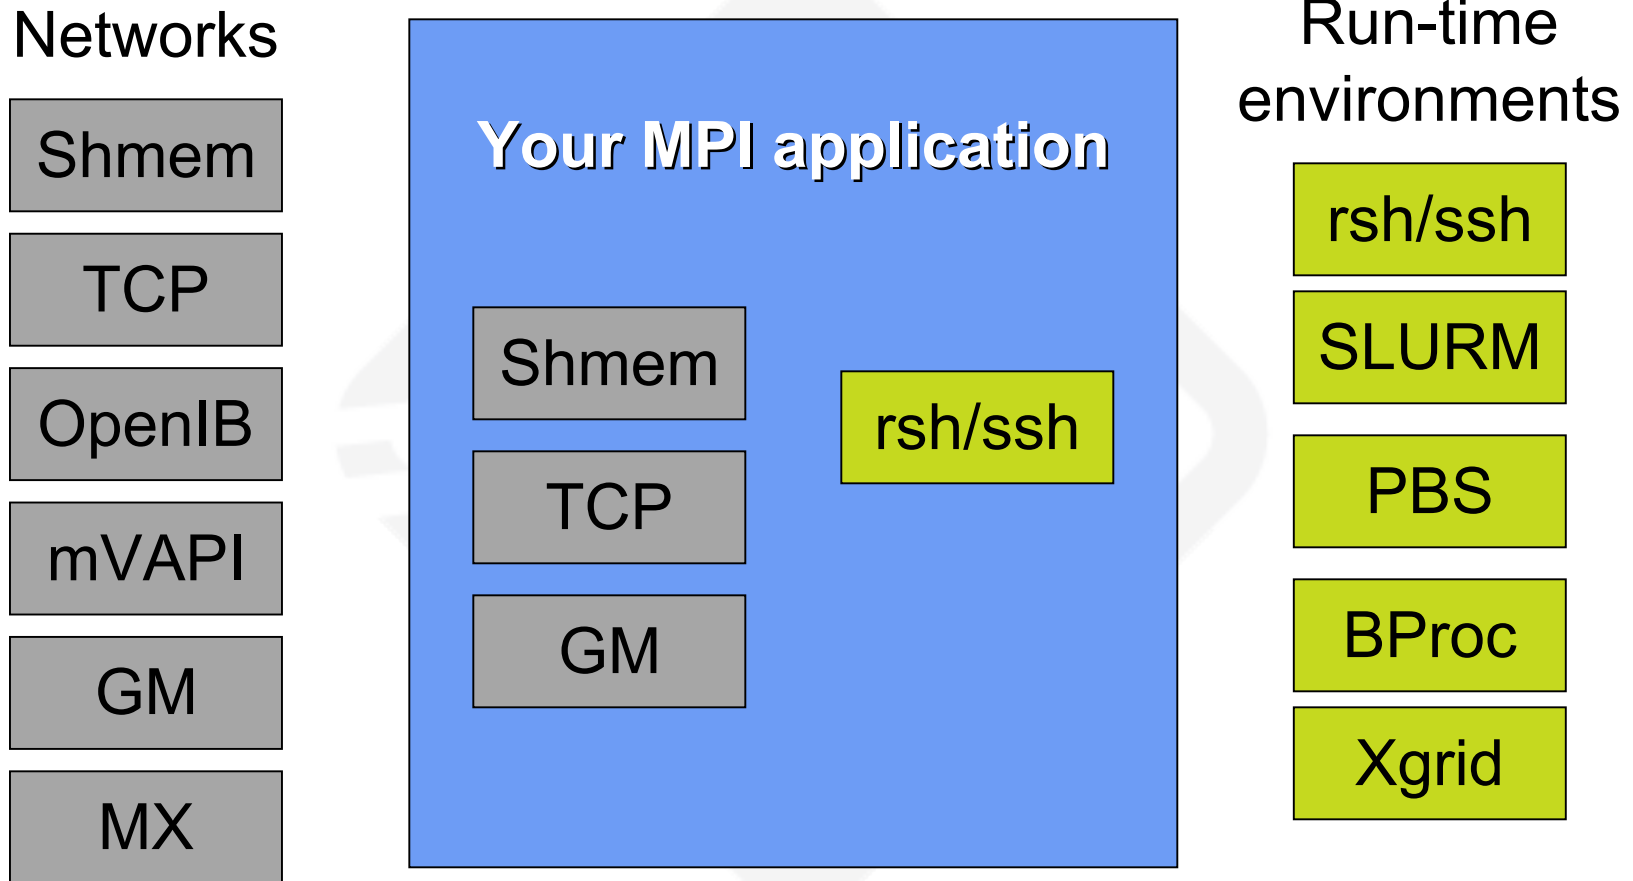 Networks
Shmem
TCP
OpenIB
mVAPI
GM
MX
Your MPI application
Shmem
TCP
GM
rsh/ssh
Run-time
environments
rsh/ssh
SLURM
PBS
BProc
Xgrid